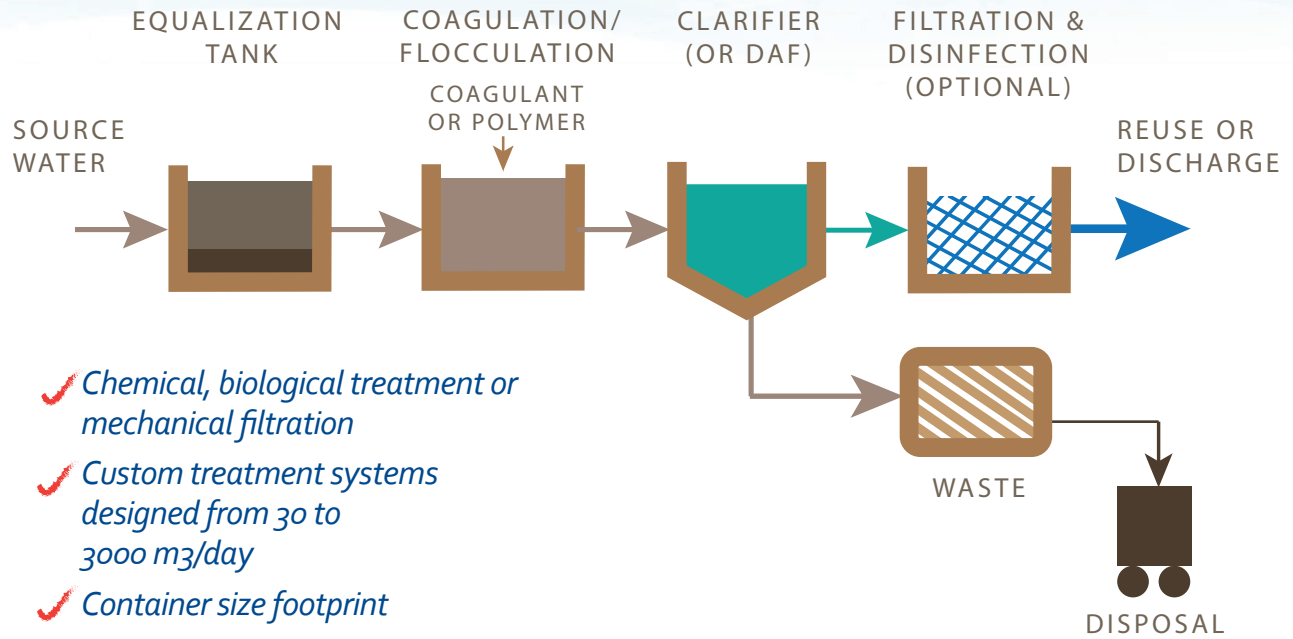 EQUALIZATION
TANK
COAGULATION/
FLOCCULATION
CLARIFIER
(OR DAF)
FILTRATION &
DISINFECTION
(OPTIONAL)
COAGULANT
OR POLYMER
SOURCE
WATER
REUSE OR
DISCHARGE
Chemical, biological treatment or
mechanical filtration
Custom treatment systems
designed from 30 to
3000 m3/day
Container size footprint
WASTE
DISPOSAL